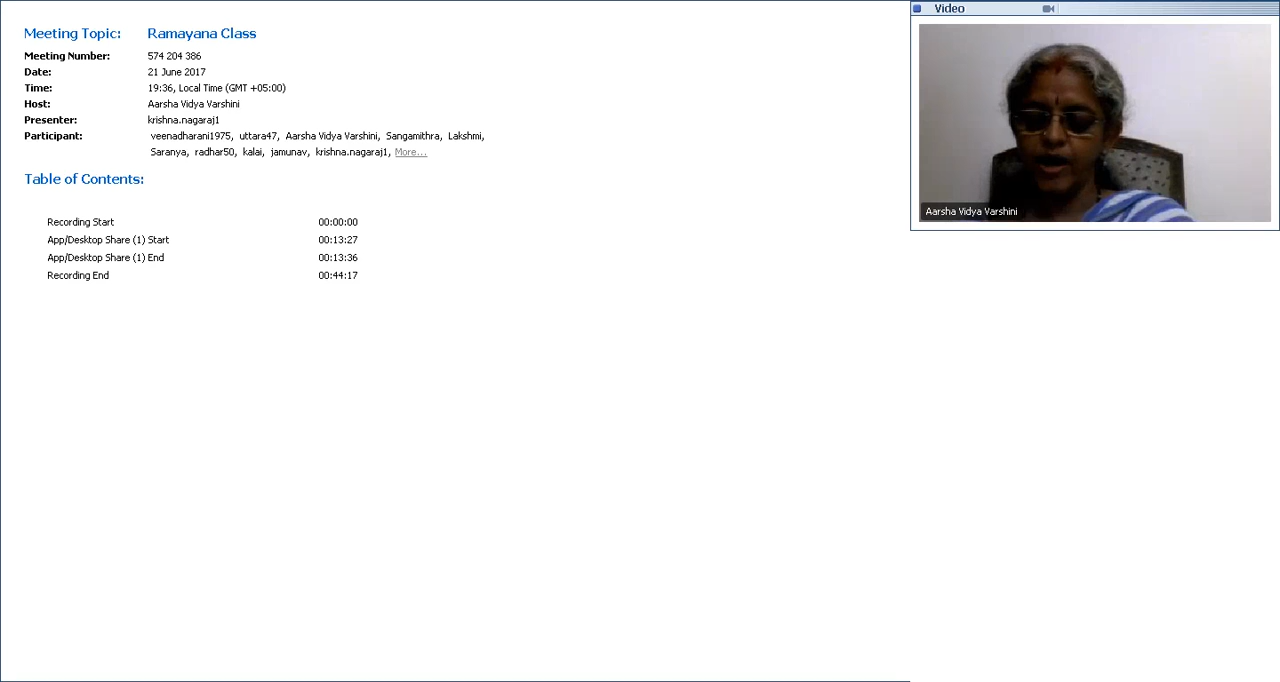 Meeting Topic: Ramayana Class
Meeting Number: 574 204 386
Date: 21 June 2017
Time: 19:36, Local Time (GMT +05:00)
Host: Aarsha Vidya Varshini
Presenter: krishna.nagaraj1
Participant: veenadharani1975, uttara47, Aarsha Vidya Varshini, Sangamithra, Lakshmi,
Saranya, radhar50, kalai, jamunav, krishna.nagaraj1, More...
Table of Contents:
Recording Start 00:00:00
App/Desktop Share (1) Start 00:13:27
App/Desktop Share (1) End 00:13:36
Recording End 00:44:17
Video
Aarsha Vidya Varshini